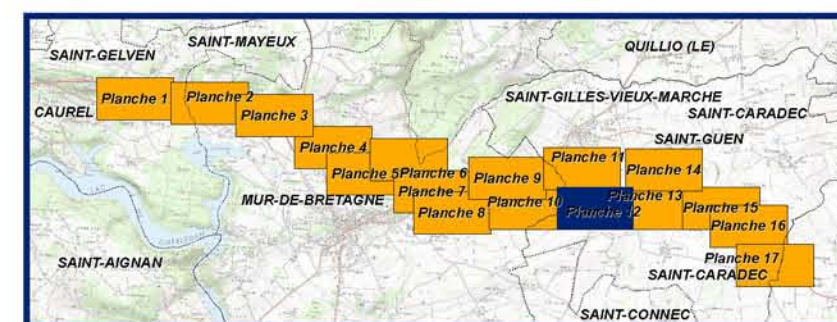 SAINT-GELVEN
SAINT-MAYEUX
QUILLIO (LE)
CAUREL
Planche 1
Planche 2
Planche 3
SAINT-GILLES-VIEUX-MARCHE
SAINT-CARADEC
SAINT-GUEN
Planche 4
Planche 5
Planche 6
Planche 7
Planche 8
Planche 9
Planche 10
Planche 11
Planche 12
Planche 13
Planche 14
Planche 15
Planche 16
Planche 17
MUR-DE-BRETAGNE
SAINT-AIGNAN
SAINT-CARADEC
SAINT-CONNEC